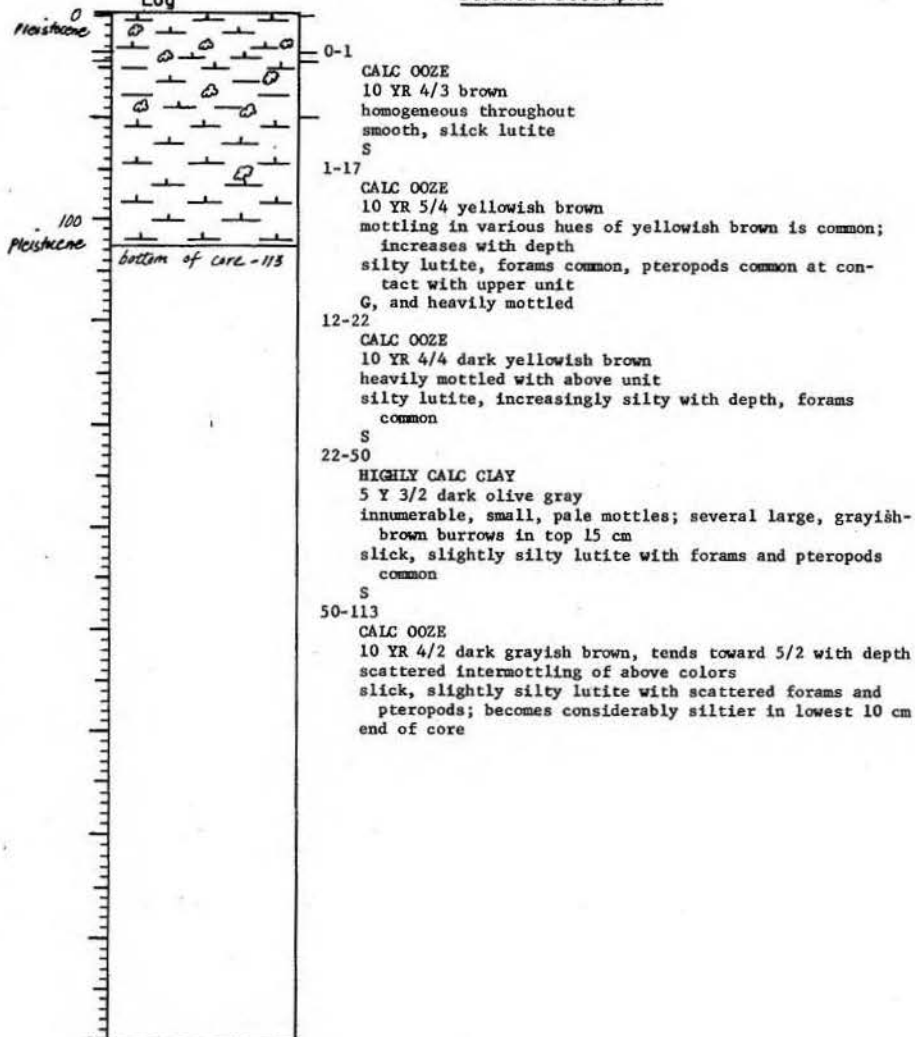 Log
0
Pleistocene
0-1
CALC OOZE
10 YR 4/3 brown
homogeneous throughout
smooth, slick lutite
S
1-17
CALC OOZE
10 YR 5/4 yellowish brown
mottling in various hues of yellowish brown is common;
increases with depth
silty lutite, forams common, pteropods common at con-
tact with upper unit
G, and heavily mottled
12-22
CALC OOZE
10 YR 4/4 dark yellowish brown
heavily mottled with above unit
silty lutite, increasingly silty with depth, forams
common
S
22-50
HIGHLY CALC CLAY
5 Y 3/2 dark olive gray
innumerable, small, pale mottles; several large, grayish-
brown burrows in top 15 cm
slick, slightly silty lutite with forams and pteropods
common
S
50-113
CALC OOZE
10 YR 4/2 dark grayish brown, tends toward 5/2 with depth
scattered intermottling of above colors
slick, slightly silty lutite with scattered forams and
pteropods; becomes considerably siltier in lowest 10 cm
end of core
100
Pleistocene
bottom of core - 113